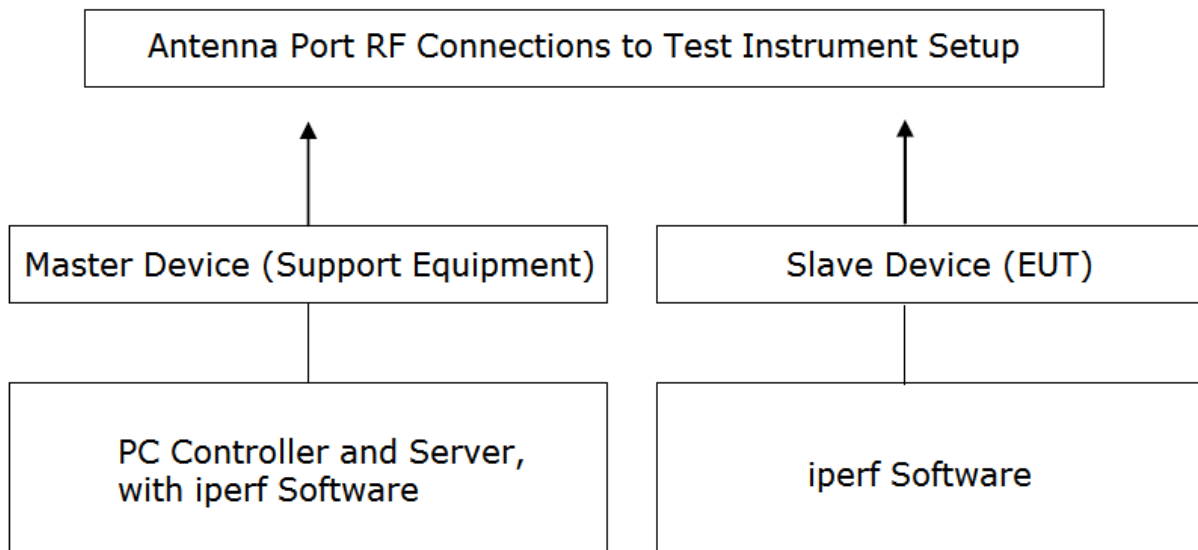 Antenna Port RF Connections to Test Instrument Setup
Master Device (Support Equipment)
Slave Device (EUT)
PC Controller and Server,
with iperf Software
iperf Software